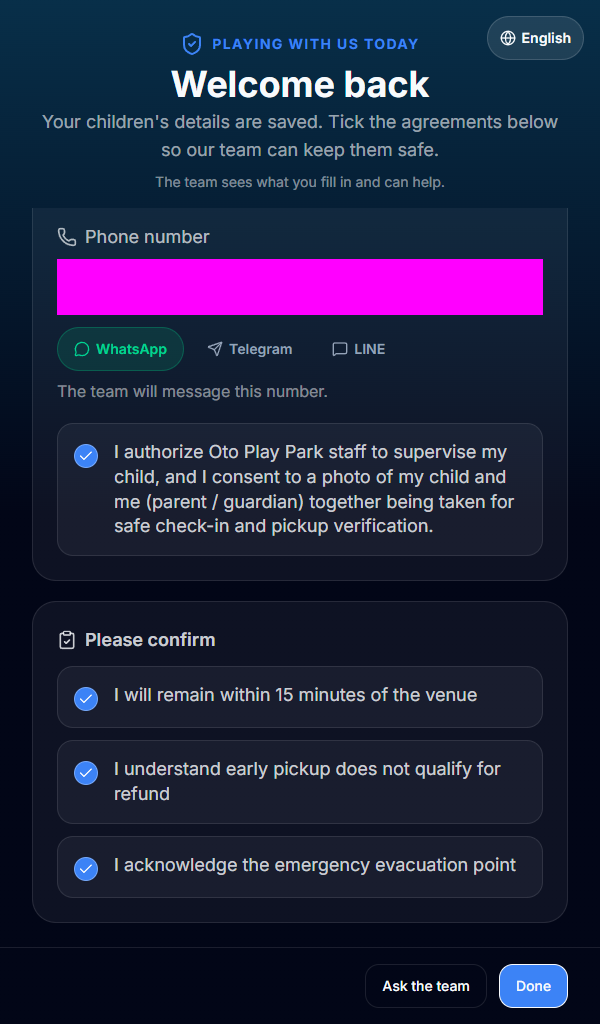 PLAYING WITH US TODAY
English
Welcome back
Your children's details are saved. Tick the agreements below
so our team can keep them safe.
The team sees what you fill in and can help.
Phone number
WhatsApp
Telegram
LINE
The team will message this number.
I authorize Oto Play Park staff to supervise my
child, and I consent to a photo of my child and
me (parent / guardian) together being taken for
safe check-in and pickup verification.
Please confirm
I will remain within 15 minutes of the venue
I understand early pickup does not qualify for
refund
I acknowledge the emergency evacuation point
Ask the team
Done